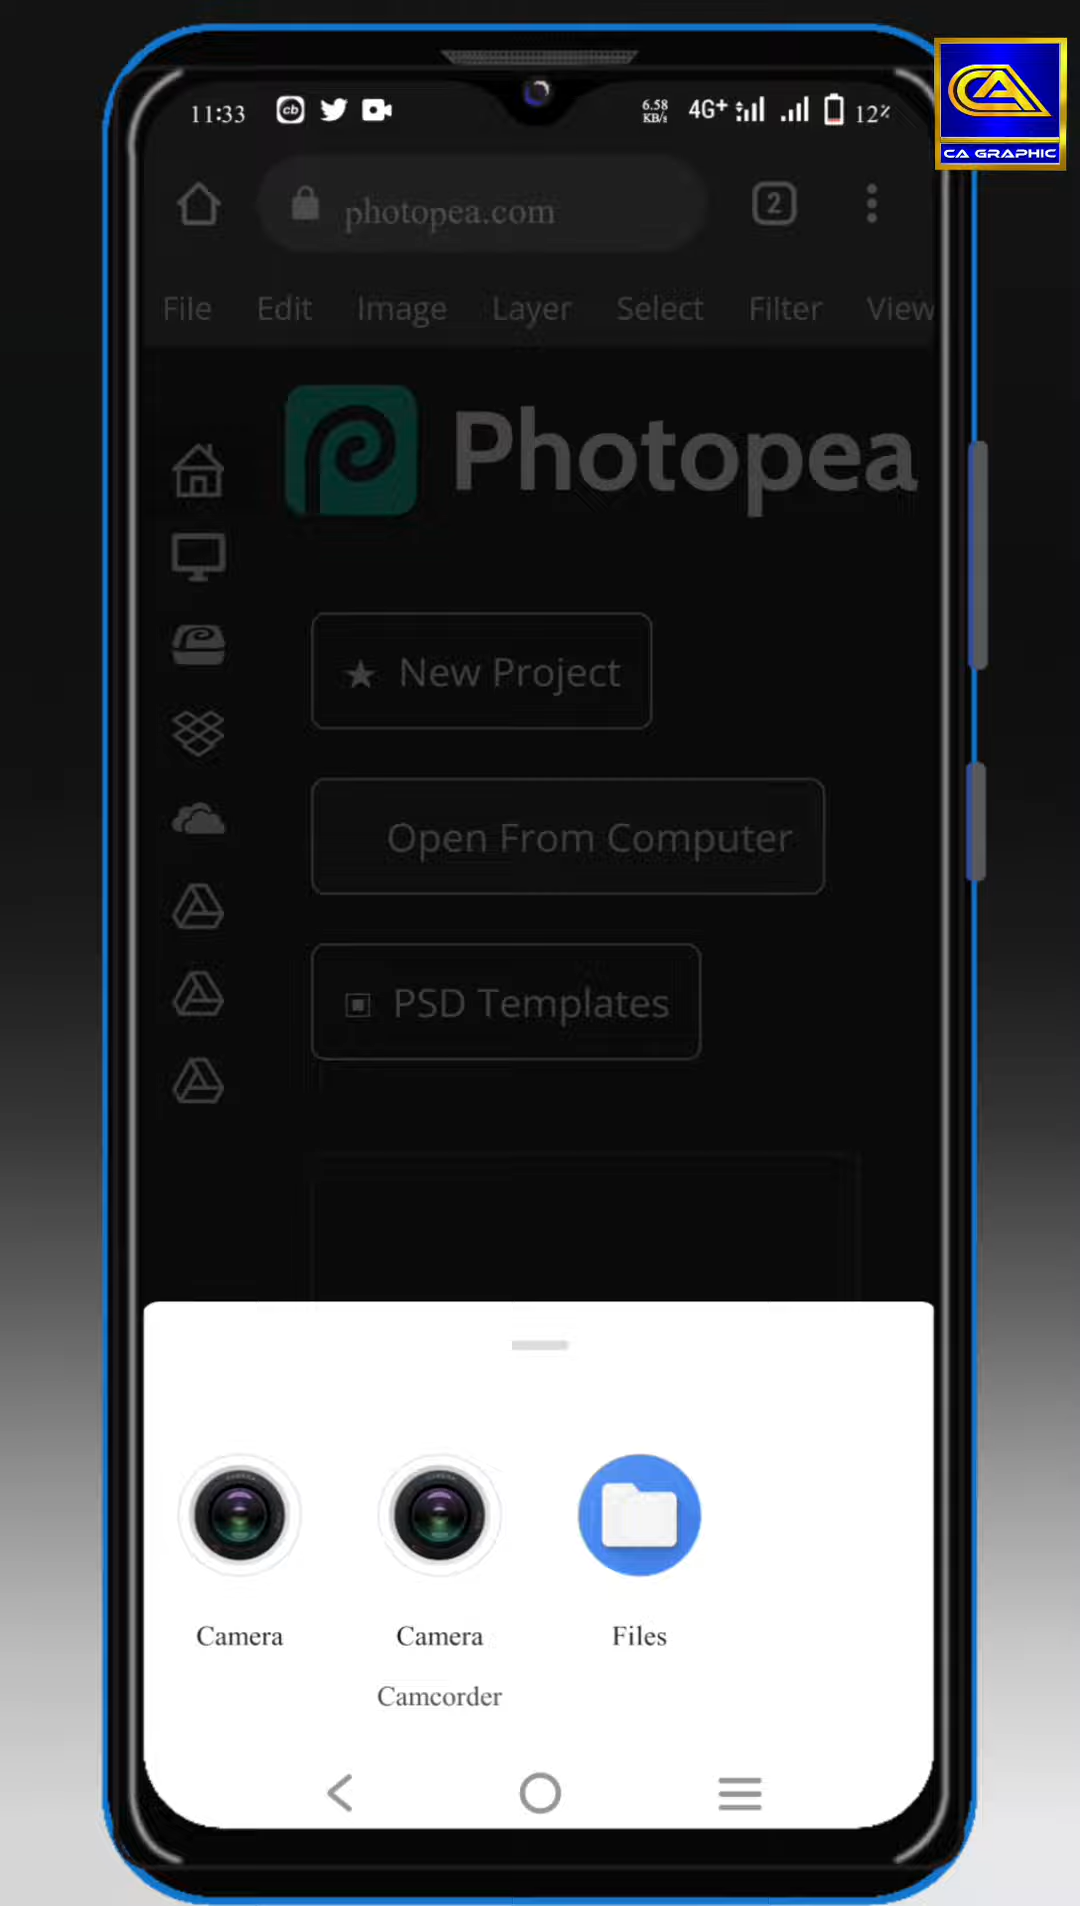 11:33 cb 6.58 KB/s 4G+ 12%
CA GRAPHIC
photopea.com 2
File Edit Image Layer Select Filter View
Photopea
New Project
Open From Computer
PSD Templates
Camera Camera Files
Camcorder